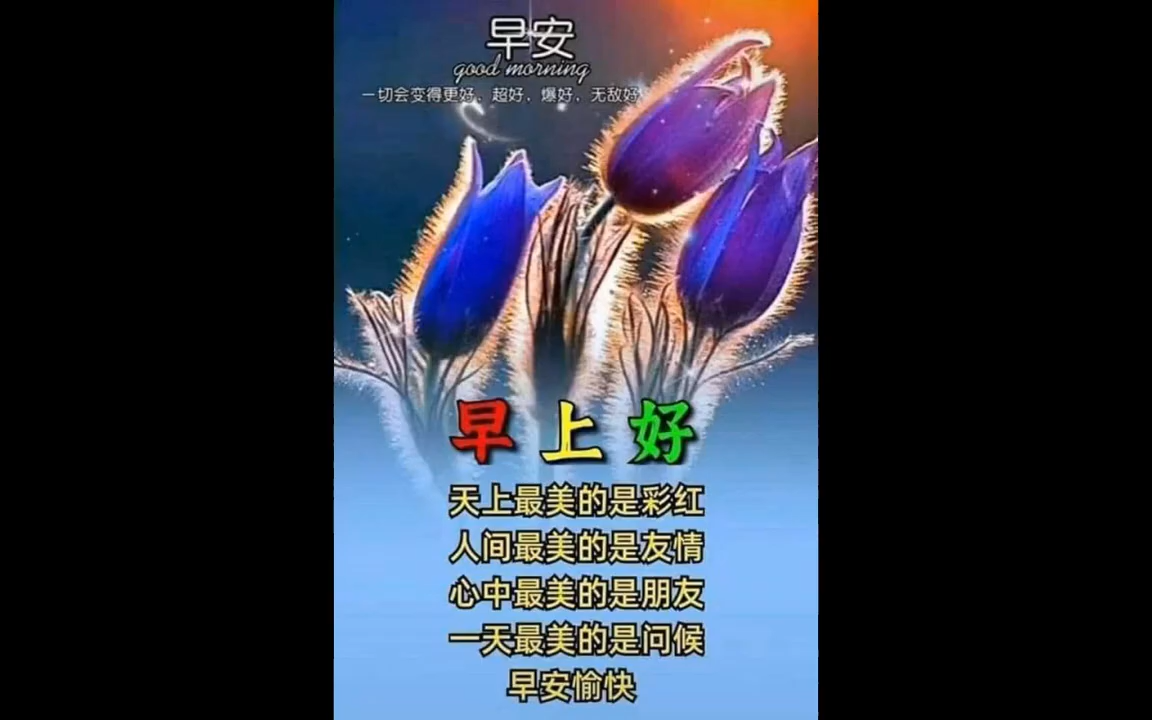 早安
good morning
一切会变得更好、超好、爆好、无敌好
早上好
天上最美的是彩红
人间最美的是友情
心中最美的是朋友
一天最美的是问候
早安愉快